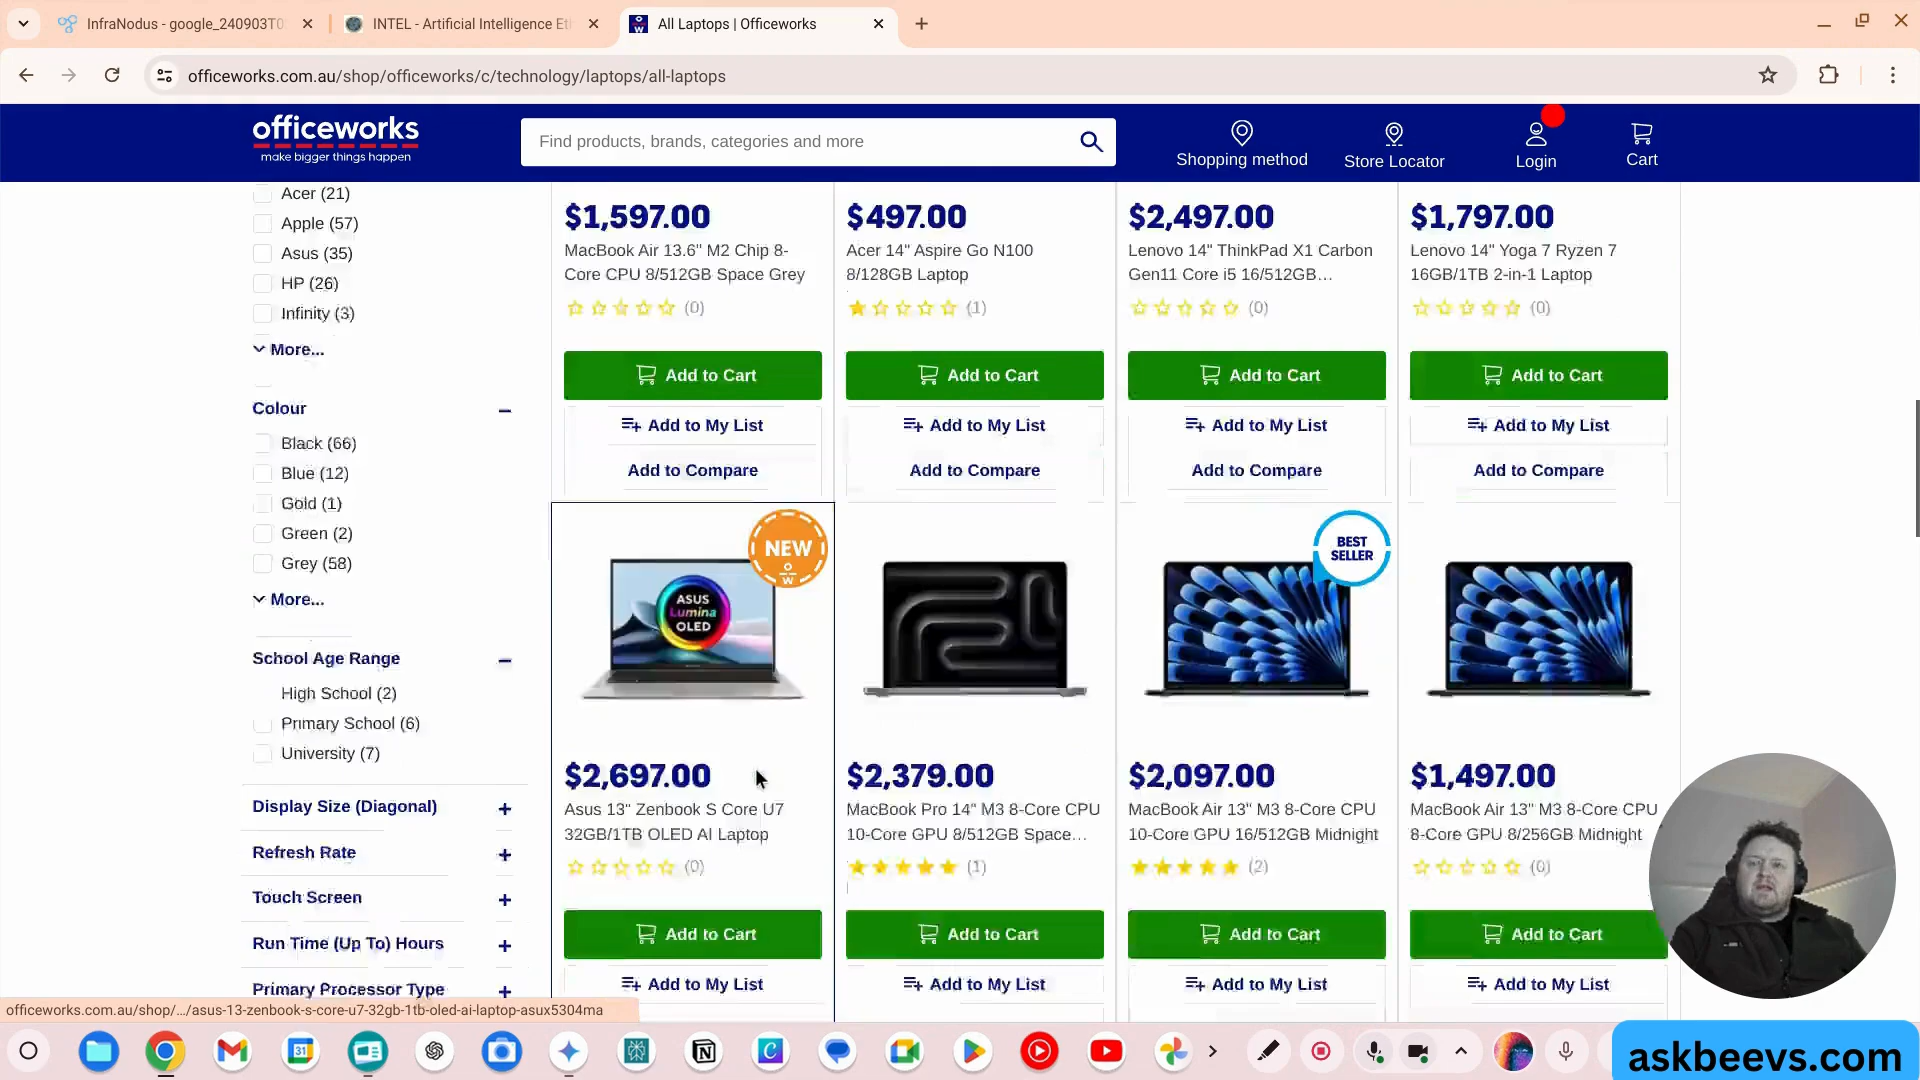 InfraNodus - google_240903T0
INTEL - Artificial Intelligence Eth
All Laptops | Officeworks
officeworks.com.au/shop/officeworks/c/technology/laptops/all-laptops
officeworks
make bigger things happen
Find products, brands, categories and more
Shopping method
Store Locator
Login
Cart
Acer (21)
Apple (57)
Asus (35)
HP (26)
Infinity (3)
More...
Colour
Black (66)
Blue (12)
Gold (1)
Green (2)
Grey (58)
More...
School Age Range
High School (2)
Primary School (6)
University (7)
Display Size (Diagonal)
Refresh Rate
Touch Screen
Run Time (Up To) Hours
Primary Processor Type
$1,597.00
MacBook Air 13.6" M2 Chip 8-
Core CPU 8/512GB Space Grey
(0)
Add to Cart
Add to My List
Add to Compare
$497.00
Acer 14" Aspire Go N100
8/128GB Laptop
(1)
Add to Cart
Add to My List
Add to Compare
$2,497.00
Lenovo 14" ThinkPad X1 Carbon
Gen11 Core i5 16/512GB...
(0)
Add to Cart
Add to My List
Add to Compare
$1,797.00
Lenovo 14" Yoga 7 Ryzen 7
16GB/1TB 2-in-1 Laptop
(0)
Add to Cart
Add to My List
Add to Compare
NEW
O
W
ASUS
Lumina
OLED
$2,697.00
Asus 13" Zenbook S Core U7
32GB/1TB OLED AI Laptop
(0)
Add to Cart
Add to My List
$2,379.00
MacBook Pro 14" M3 8-Core CPU
10-Core GPU 8/512GB Space...
(1)
Add to Cart
Add to My List
BEST
SELLER
$2,097.00
MacBook Air 13" M3 8-Core CPU
10-Core GPU 16/512GB Midnight
(2)
Add to Cart
Add to My List
$1,497.00
MacBook Air 13" M3 8-Core CPU
8-Core GPU 8/256GB Midnight
(0)
Add to Cart
Add to My List
officeworks.com.au/shop/.../asus-13-zenbook-s-core-u7-32gb-1tb-oled-ai-laptop-asux5304ma
askbeevs.com